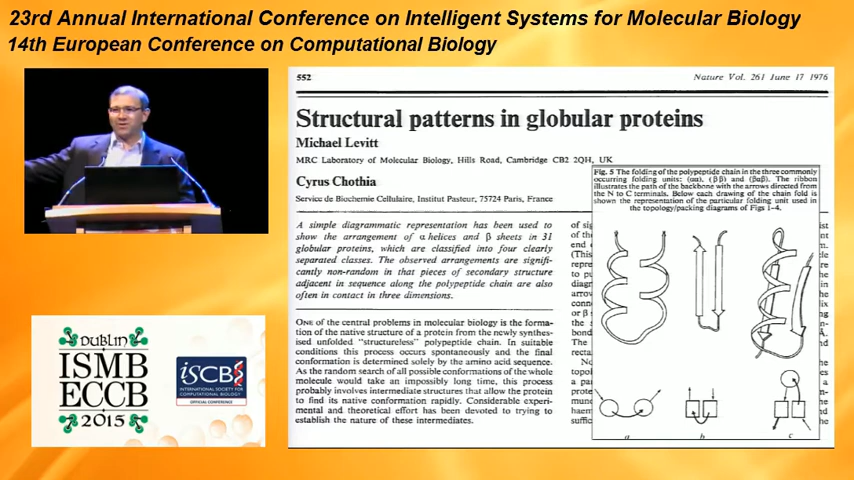 23rd Annual International Conference on Intelligent Systems for Molecular Biology
14th European Conference on Computational Biology
552
Nature Vol. 261 June 17 1976
Structural patterns in globular proteins
Michael Levitt
MRC Laboratory of Molecular Biology, Hills Road, Cambridge CB2 2QH, UK
Cyrus Chothia
Service de Biochemie Cellulaire, Institut Pasteur, 75724 Paris, France
A simple diagrammatic representation has been used to
show the arrangement of α helices and β sheets in 31
globular proteins, which are classified into four clearly
separated classes. The observed arrangements are signifi-
cantly non-random in that pieces of secondary structure
adjacent in sequence along the polypeptide chain are also
often in contact in three dimensions.
ONE of the central problems in molecular biology is the forma-
tion of the native structure of a protein from the newly synthes-
ised unfolded "structureless" polypeptide chain. In suitable
conditions this process occurs spontaneously and the final
conformation is determined solely by the amino acid sequence.
As the random search of all possible conformations of the whole
molecule would take an impossibly long time, this process
probably involves intermediate structures that allow the protein
to find its native conformation rapidly. Considerable experi-
mental and theoretical effort has been devoted to trying to
establish the nature of these intermediates.
Fig. 5 The folding of the polypeptide chain in the three commonly
occurring folding units: (αα), (ββ) and (βαβ). The ribbon
illustrates the path of the backbone with the arrows directed from
the N to C terminals. Below each drawing of the chain fold is
shown the representation of the particular folding unit used in
the topology/packing diagrams of Figs 1–4.
a
b
c
DUBLIN
ISMB
ECCB
2015
iSCB
INTERNATIONAL SOCIETY FOR
COMPUTATIONAL BIOLOGY
OFFICIAL CONFERENCE